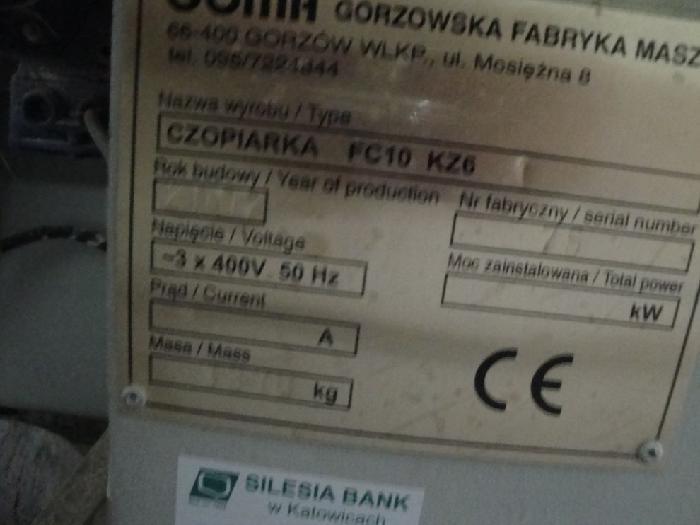 GORZOWSKA FABRYKA MASZ
66-400 GORZÓW WLKP., ul. Mosiężna 8
tel. 095/7224444
Nazwa wyrobu / Type
CZOPIARKA FC10 KZ6
Rok budowy / Year of production
Nr fabryczny / serial number
Napięcie / Voltage
~3 x 400V 50 Hz
Moc zainstalowana / Total power
kW
Prąd / Current
A
Masa / Mass
kg
CE
SILESIA BANK
w Katowicach